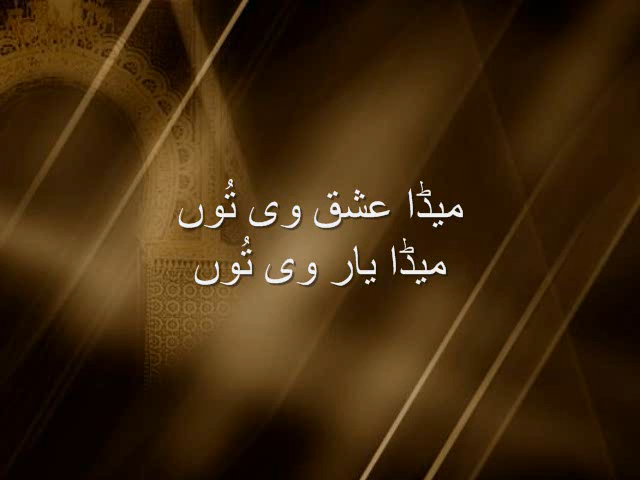 میڈا عشق وی تُوں
میڈا یار وی تُوں